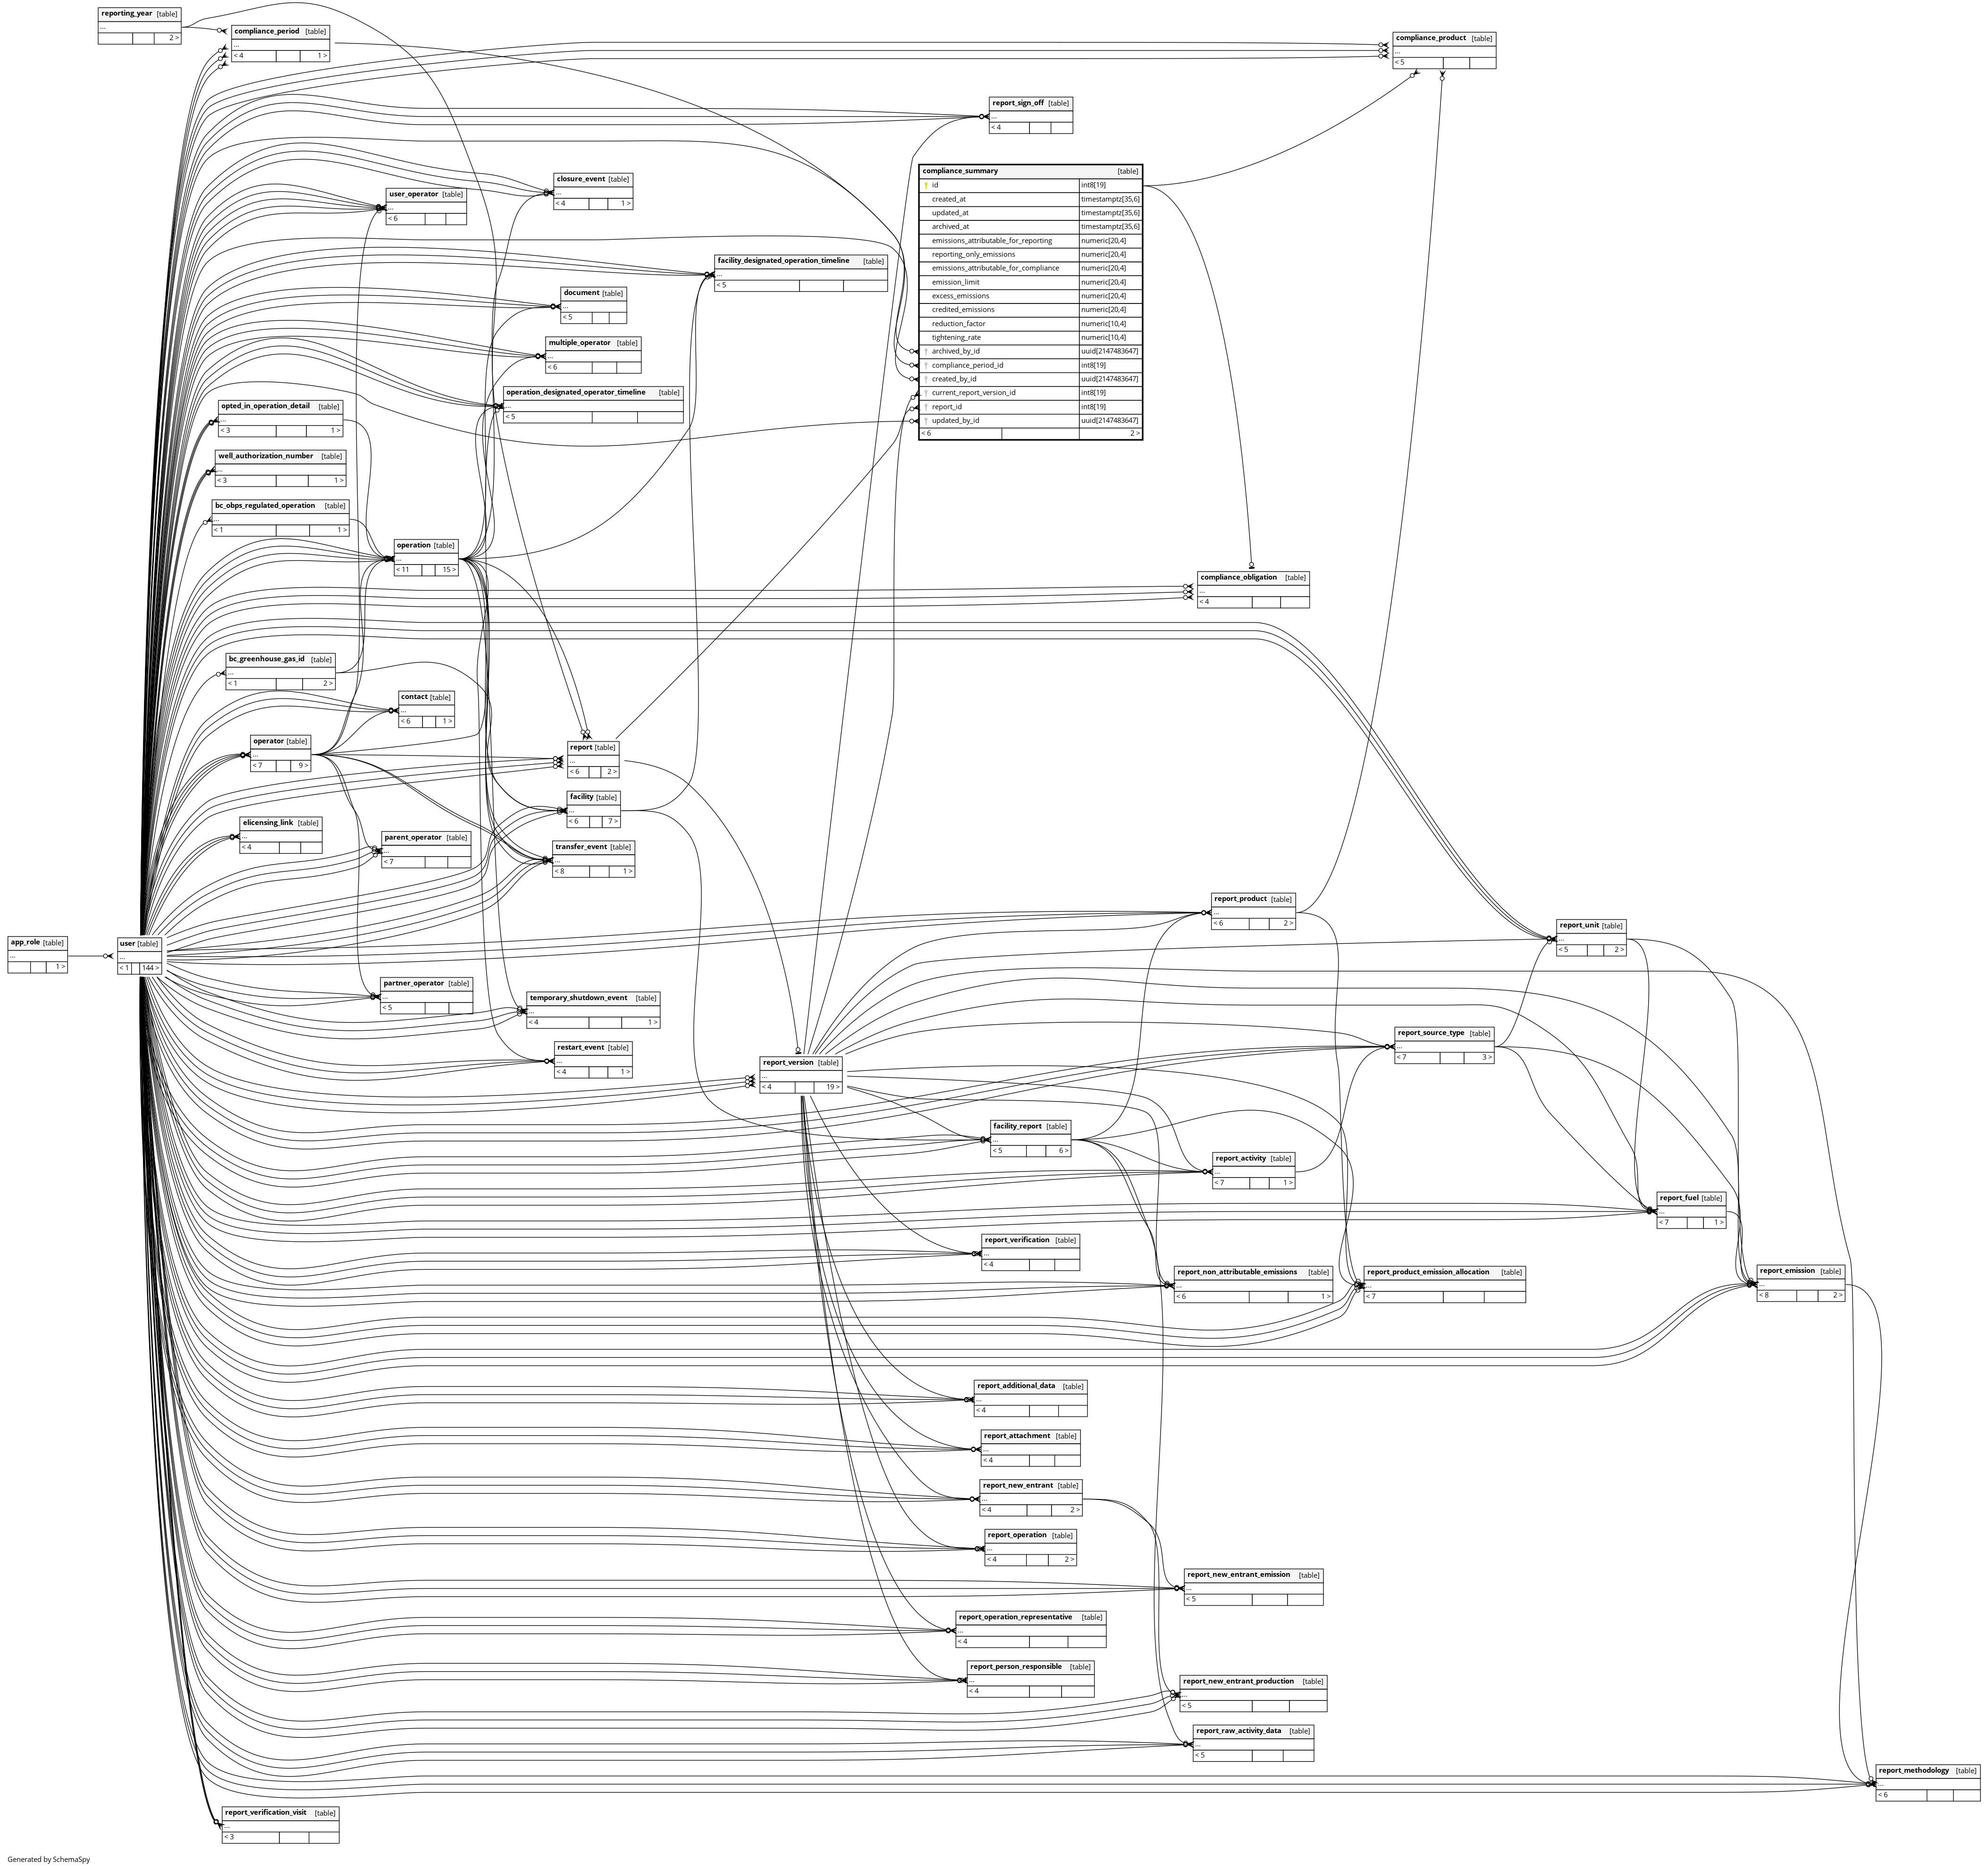 reporting_year [table]
...
2 >
compliance_period [table]
...
< 4 1 >
compliance_product [table]
...
< 5
report_sign_off [table]
...
< 4
compliance_summary [table]
id int8[19]
created_at timestamptz[35,6]
updated_at timestamptz[35,6]
archived_at timestamptz[35,6]
emissions_attributable_for_reporting numeric[20,4]
reporting_only_emissions numeric[20,4]
emissions_attributable_for_compliance numeric[20,4]
emission_limit numeric[20,4]
excess_emissions numeric[20,4]
credited_emissions numeric[20,4]
reduction_factor numeric[10,4]
tightening_rate numeric[10,4]
archived_by_id uuid[2147483647]
compliance_period_id int8[19]
created_by_id uuid[2147483647]
current_report_version_id int8[19]
report_id int8[19]
updated_by_id uuid[2147483647]
< 6 2 >
closure_event [table]
...
< 4 1 >
user_operator [table]
...
< 6
facility_designated_operation_timeline [table]
...
< 5
document [table]
...
< 5
multiple_operator [table]
...
< 6
operation_designated_operator_timeline [table]
...
< 5
opted_in_operation_detail [table]
...
< 3 1 >
well_authorization_number [table]
...
< 3 1 >
bc_obps_regulated_operation [table]
...
< 1 1 >
operation [table]
...
< 11 15 >
compliance_obligation [table]
...
< 4
bc_greenhouse_gas_id [table]
...
< 1 2 >
contact [table]
...
< 6 1 >
operator [table]
...
< 7 9 >
report [table]
...
< 6 2 >
facility [table]
...
< 6 7 >
elicensing_link [table]
...
< 4
parent_operator [table]
...
< 7
transfer_event [table]
...
< 8 1 >
report_product [table]
...
< 6 2 >
report_unit [table]
...
< 5 2 >
app_role [table]
...
1 >
user [table]
...
< 1 144 >
partner_operator [table]
...
< 5
temporary_shutdown_event [table]
...
< 4 1 >
restart_event [table]
...
< 4 1 >
report_version [table]
...
< 4 19 >
report_source_type [table]
...
< 7 3 >
facility_report [table]
...
< 5 6 >
report_activity [table]
...
< 7 1 >
report_fuel [table]
...
< 7 1 >
report_verification [table]
...
< 4
report_non_attributable_emissions [table]
...
< 6 1 >
report_product_emission_allocation [table]
...
< 7
report_emission [table]
...
< 8 2 >
report_additional_data [table]
...
< 4
report_attachment [table]
...
< 4
report_new_entrant [table]
...
< 4 2 >
report_operation [table]
...
< 4 2 >
report_new_entrant_emission [table]
...
< 5
report_operation_representative [table]
...
< 4
report_person_responsible [table]
...
< 4
report_new_entrant_production [table]
...
< 5
report_raw_activity_data [table]
...
< 5
report_methodology [table]
...
< 6
report_verification_visit [table]
...
< 3
Generated by SchemaSpy